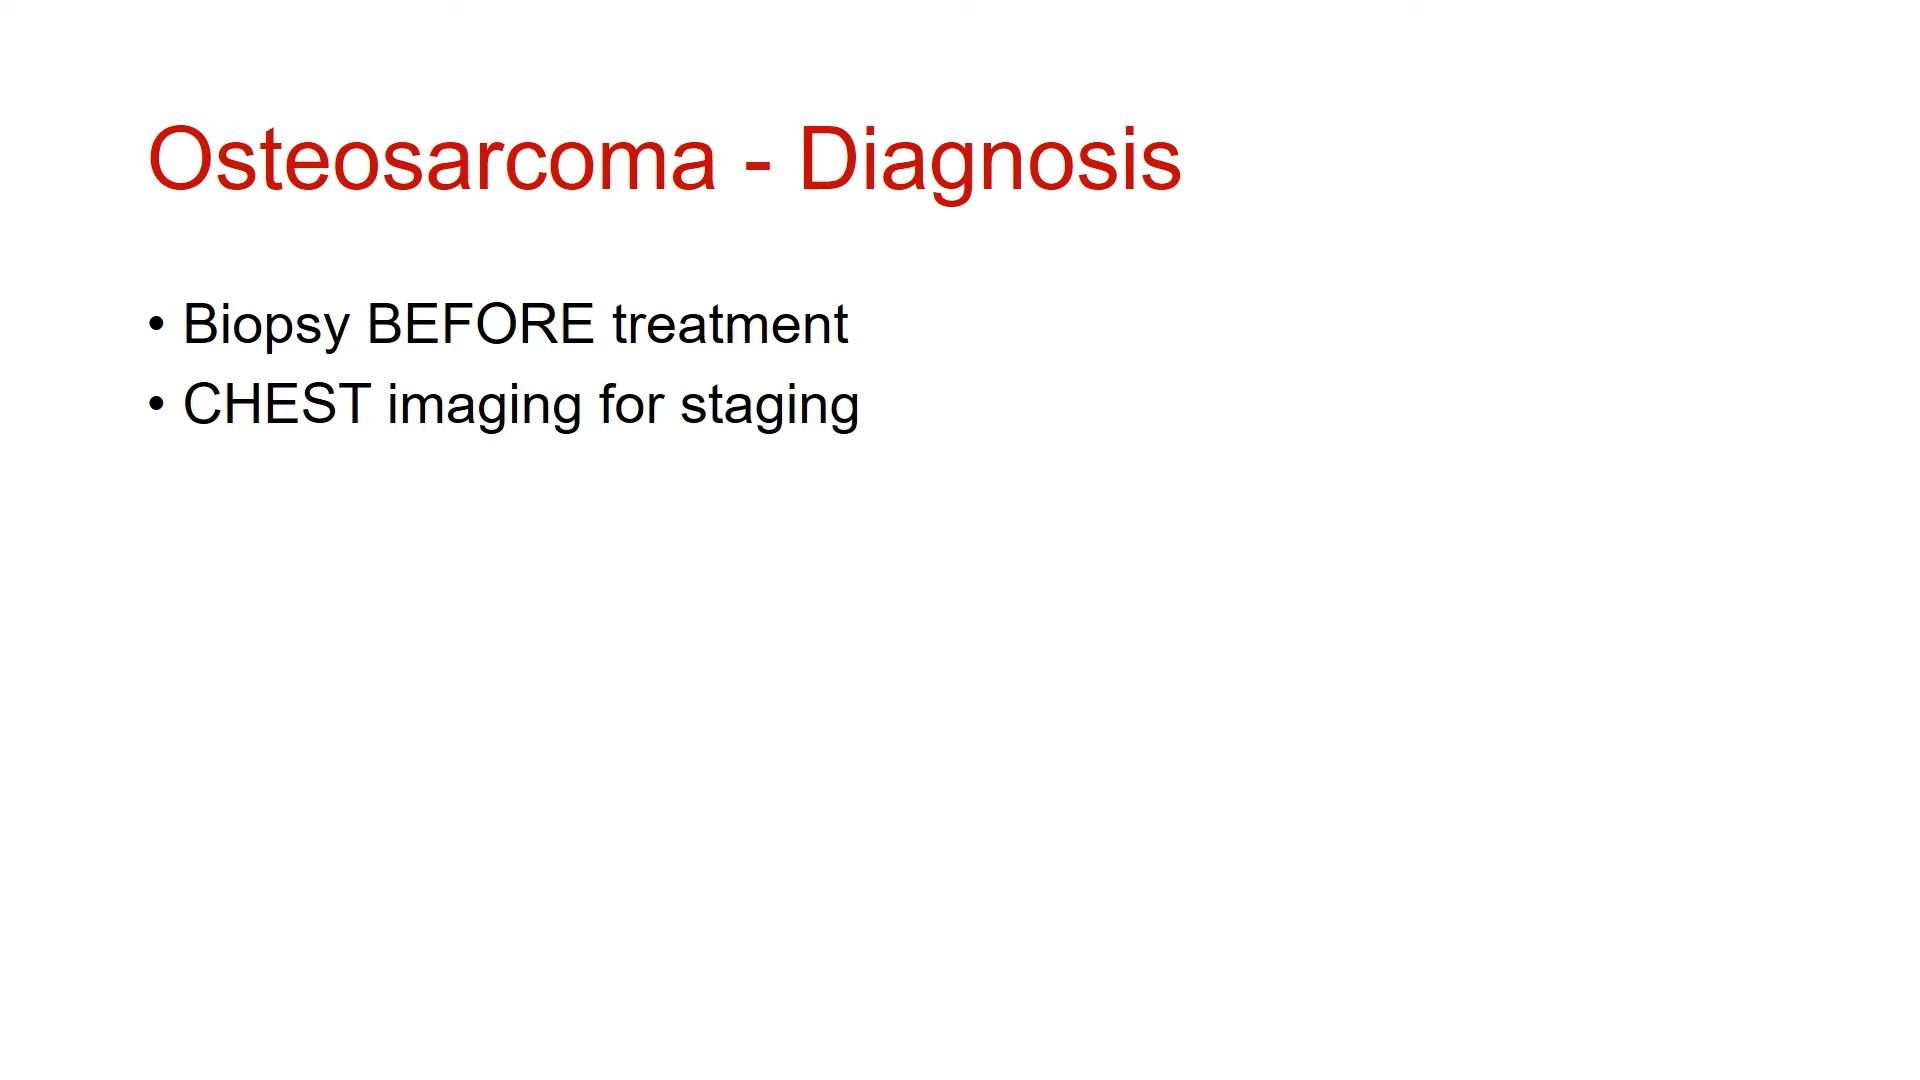 Osteosarcoma - Diagnosis
• Biopsy BEFORE treatment
• CHEST imaging for staging